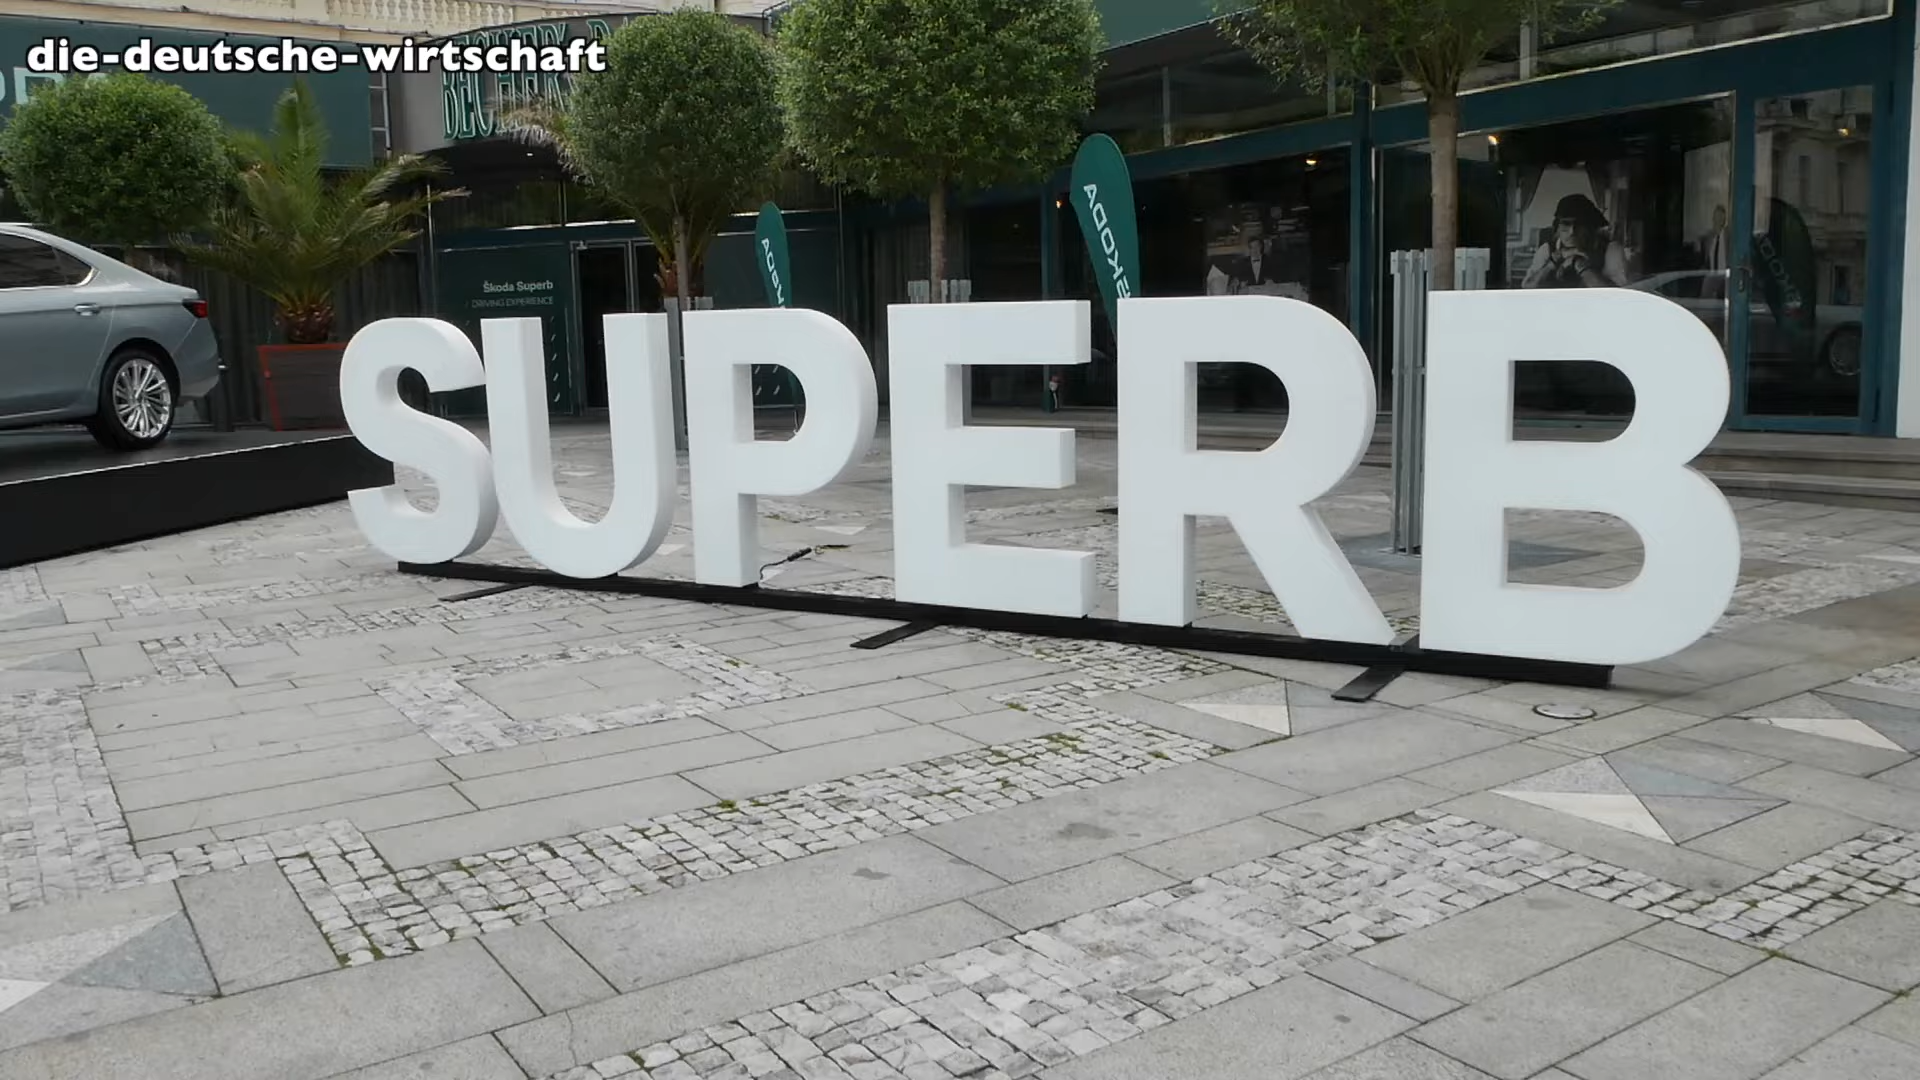 die-deutsche-wirtschaft
Škoda Superb
DRIVING EXPERIENCE
ŠKODA
ŠKODA
SUPERB